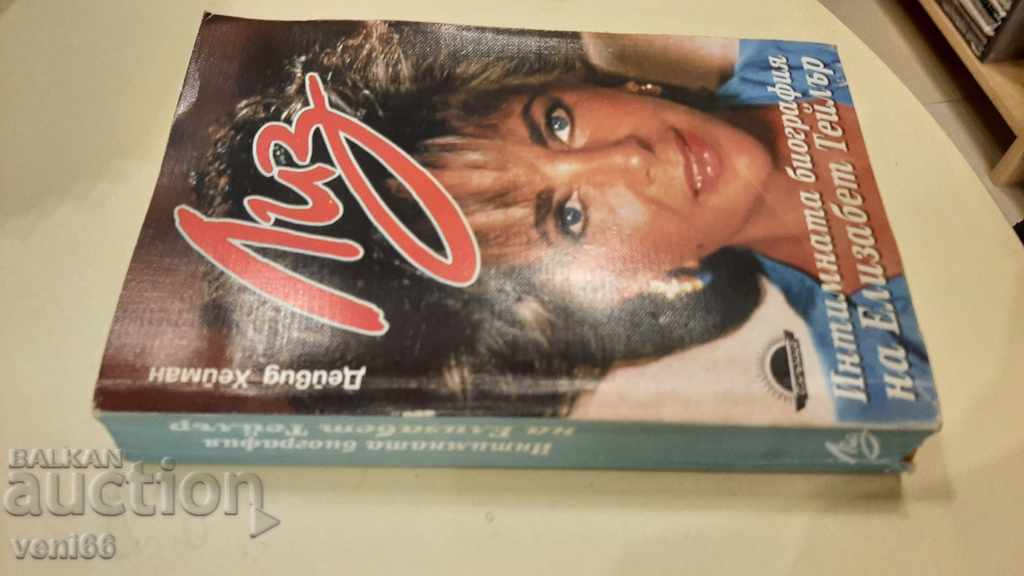 Дейвид Хейман
Лиз
Интимната биография
на Елизабет Тейлър
Интимната биография
на Елизабет Тейлър
Лиз
BALKAN
auction
veni66